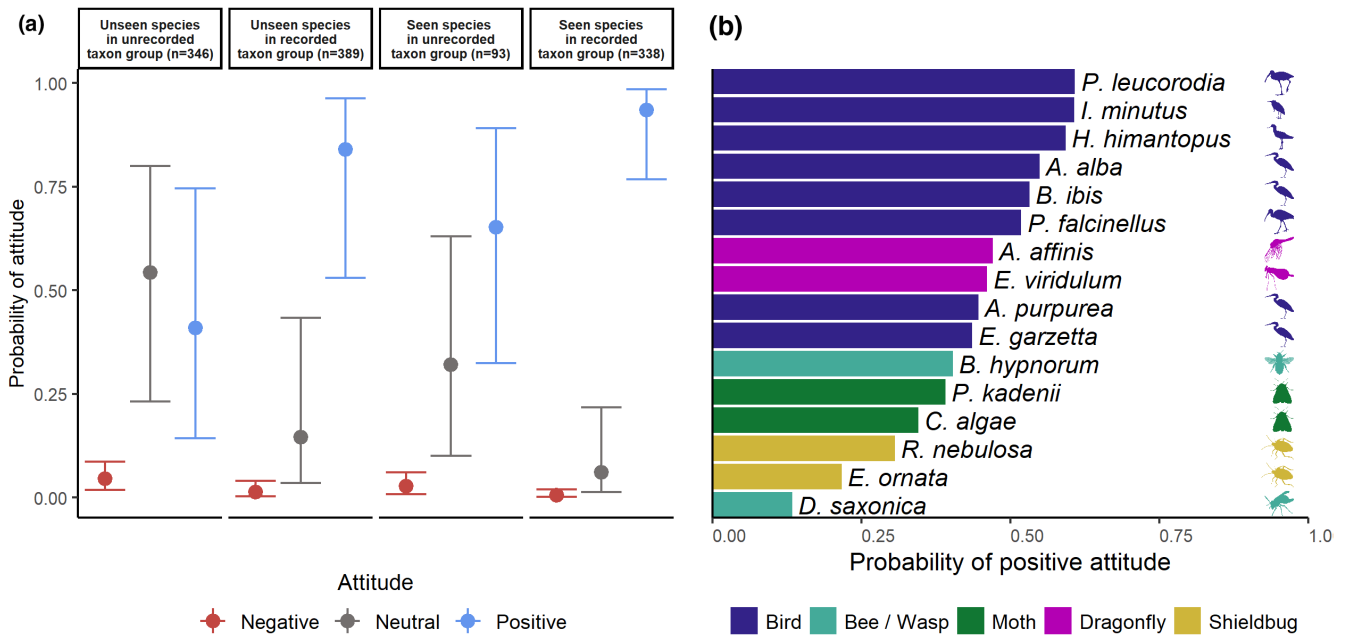 (a)
Unseen species
in unrecorded
taxon group (n=346)
Unseen species
in recorded
taxon group (n=389)
Seen species
in unrecorded
taxon group (n=93)
Seen species
in recorded
taxon group (n=338)
Probability of attitude
1.00
0.75
0.50
0.25
0.00
Attitude
Negative
Neutral
Positive
(b)
P. leucorodia
I. minutus
H. himantopus
A. alba
B. ibis
P. falcinellus
A. affinis
E. viridulum
A. purpurea
E. garzetta
B. hypnorum
P. kadenii
C. algae
R. nebulosa
E. ornata
D. saxonica
0.00 0.25 0.50 0.75 1.0
Probability of positive attitude
Bird Bee / Wasp Moth Dragonfly Shieldbug